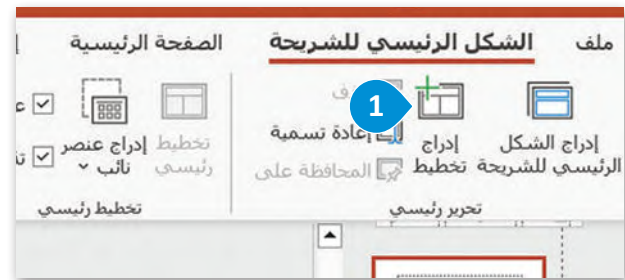 ملف الشكل الرئيسي للشريحة الصفحة الرئيسية
إدراج الشكل الرئيسي للشريحة
إدراج تخطيط
1
إعادة تسمية
المحافظة على
تحرير رئيسي
تخطيط رئيسي
إدراج عنصر نائب
تخطيط رئيسي